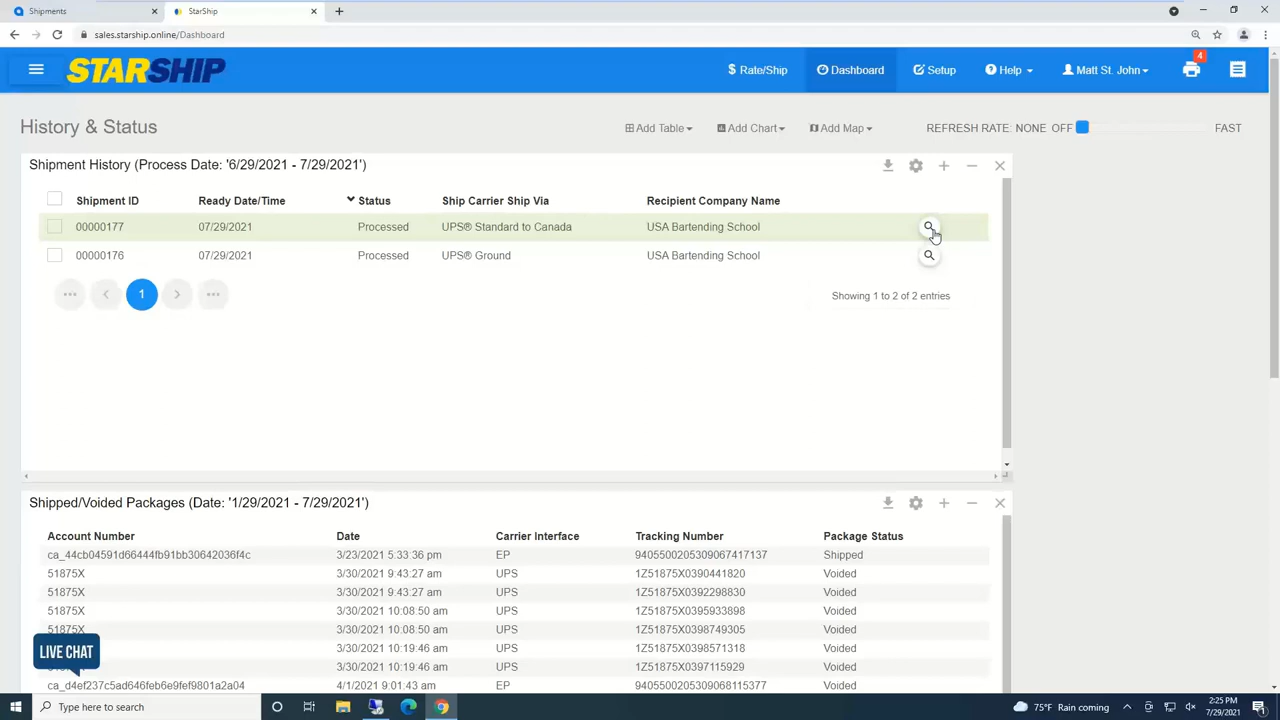 Shipments
StarShip
sales.starship.online/Dashboard
STARSHIP
$ Rate/Ship
Dashboard
Setup
Help
Matt St. John
4
History & Status
Add Table
Add Chart
Add Map
REFRESH RATE: NONE OFF
FAST
Shipment History (Process Date: '6/29/2021 - 7/29/2021')
Shipment ID Ready Date/Time Status Ship Carrier Ship Via Recipient Company Name
00000177 07/29/2021 Processed UPS® Standard to Canada USA Bartending School
00000176 07/29/2021 Processed UPS® Ground USA Bartending School
1
Showing 1 to 2 of 2 entries
Shipped/Voided Packages (Date: '1/29/2021 - 7/29/2021')
Account Number Date Carrier Interface Tracking Number Package Status
ca_44cb04591d66444fb91bb30642036f4c 3/23/2021 5:33:36 pm EP 9405500205309067417137 Shipped
51875X 3/30/2021 9:43:27 am UPS 1Z51875X0390441820 Voided
51875X 3/30/2021 9:43:27 am UPS 1Z51875X0392298830 Voided
51875X 3/30/2021 10:08:50 am UPS 1Z51875X0395933898 Voided
51875X 3/30/2021 10:08:50 am UPS 1Z51875X0398749305 Voided
3/30/2021 10:19:46 am UPS 1Z51875X0398571318 Voided
3/30/2021 10:19:46 am UPS 1Z51875X0397115929 Voided
ca_d4ef237c5ad646feb6e9fef9801a2a04 4/1/2021 9:01:43 am EP 9405500205309068115377 Voided
LIVE CHAT
Type here to search
75°F Rain coming
2:25 PM
7/29/2021
1